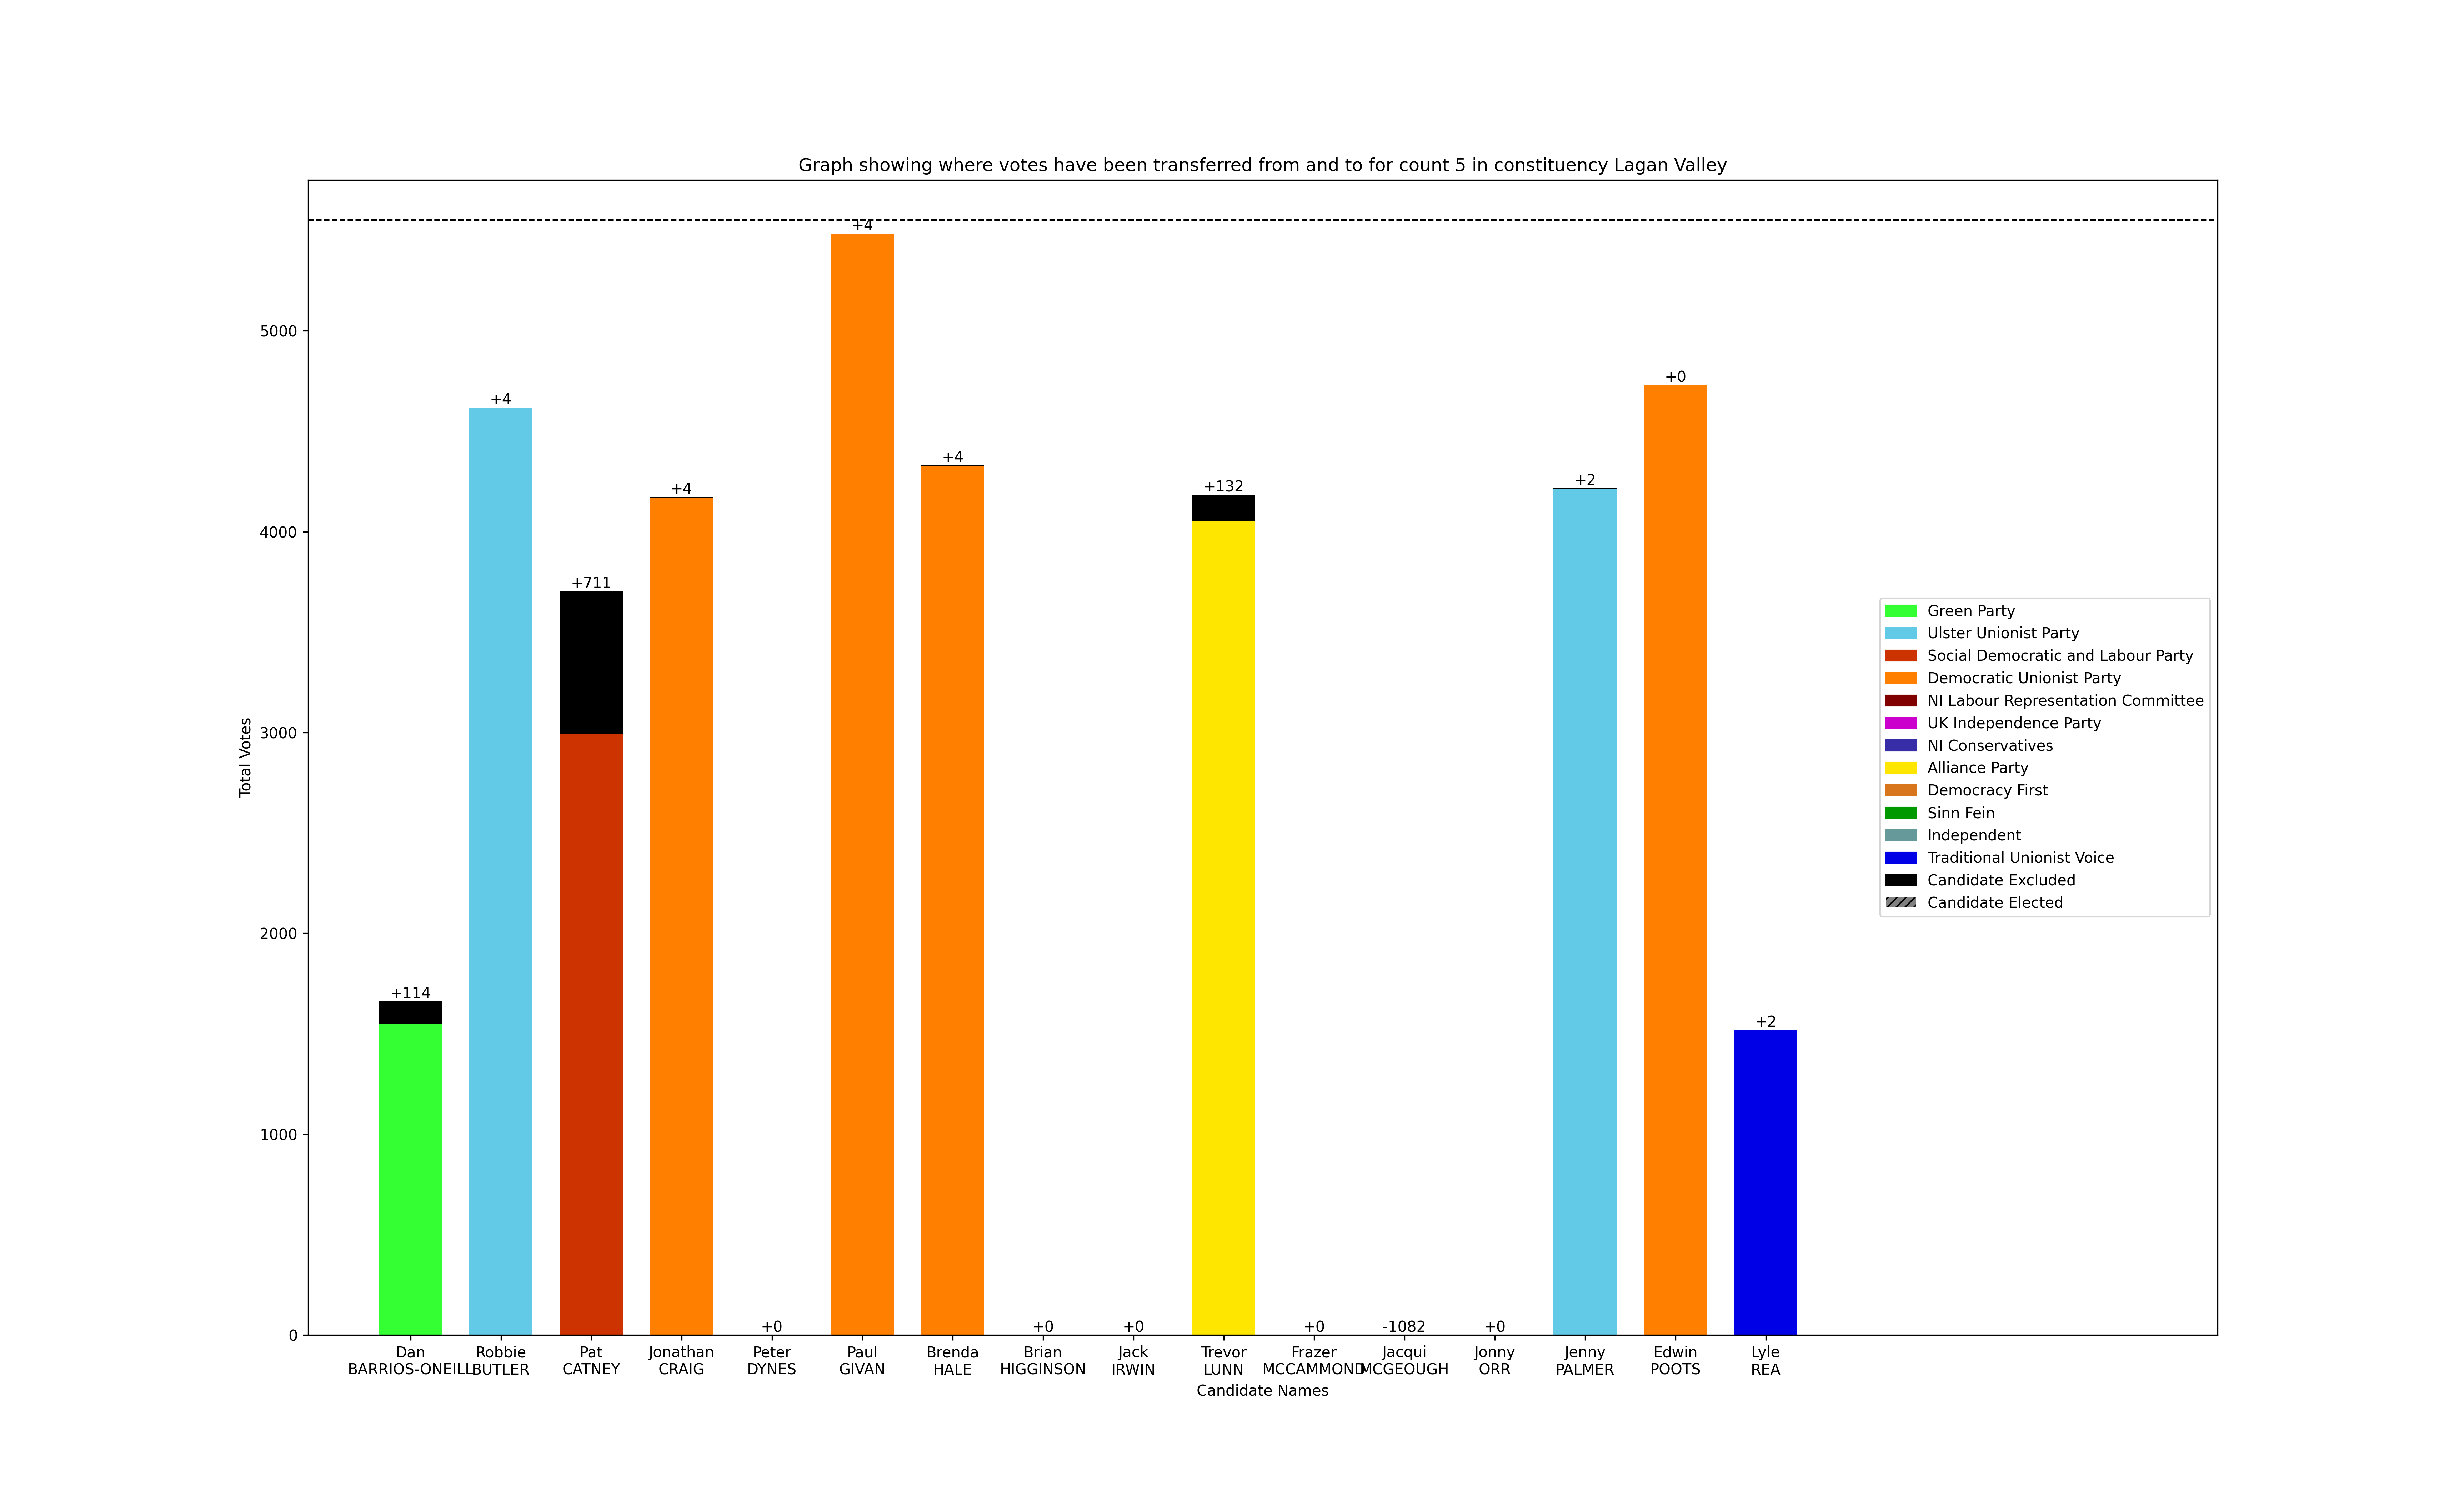 Graph showing where votes have been transferred from and to for count 5 in constituency Lagan Valley
Total Votes
5000
4000
3000
2000
1000
0
+114
+4
+711
+4
+0
+4
+4
+0
+0
+132
+0
-1082
+0
+2
+0
+2
Green Party
Ulster Unionist Party
Social Democratic and Labour Party
Democratic Unionist Party
NI Labour Representation Committee
UK Independence Party
NI Conservatives
Alliance Party
Democracy First
Sinn Fein
Independent
Traditional Unionist Voice
Candidate Excluded
Candidate Elected
Dan
BARRIOS-ONEILL
Robbie
BUTLER
Pat
CATNEY
Jonathan
CRAIG
Peter
DYNES
Paul
GIVAN
Brenda
HALE
Brian
HIGGINSON
Jack
IRWIN
Trevor
LUNN
Frazer
MCCAMMOND
Jacqui
MCGEOUGH
Jonny
ORR
Jenny
PALMER
Edwin
POOTS
Lyle
REA
Candidate Names